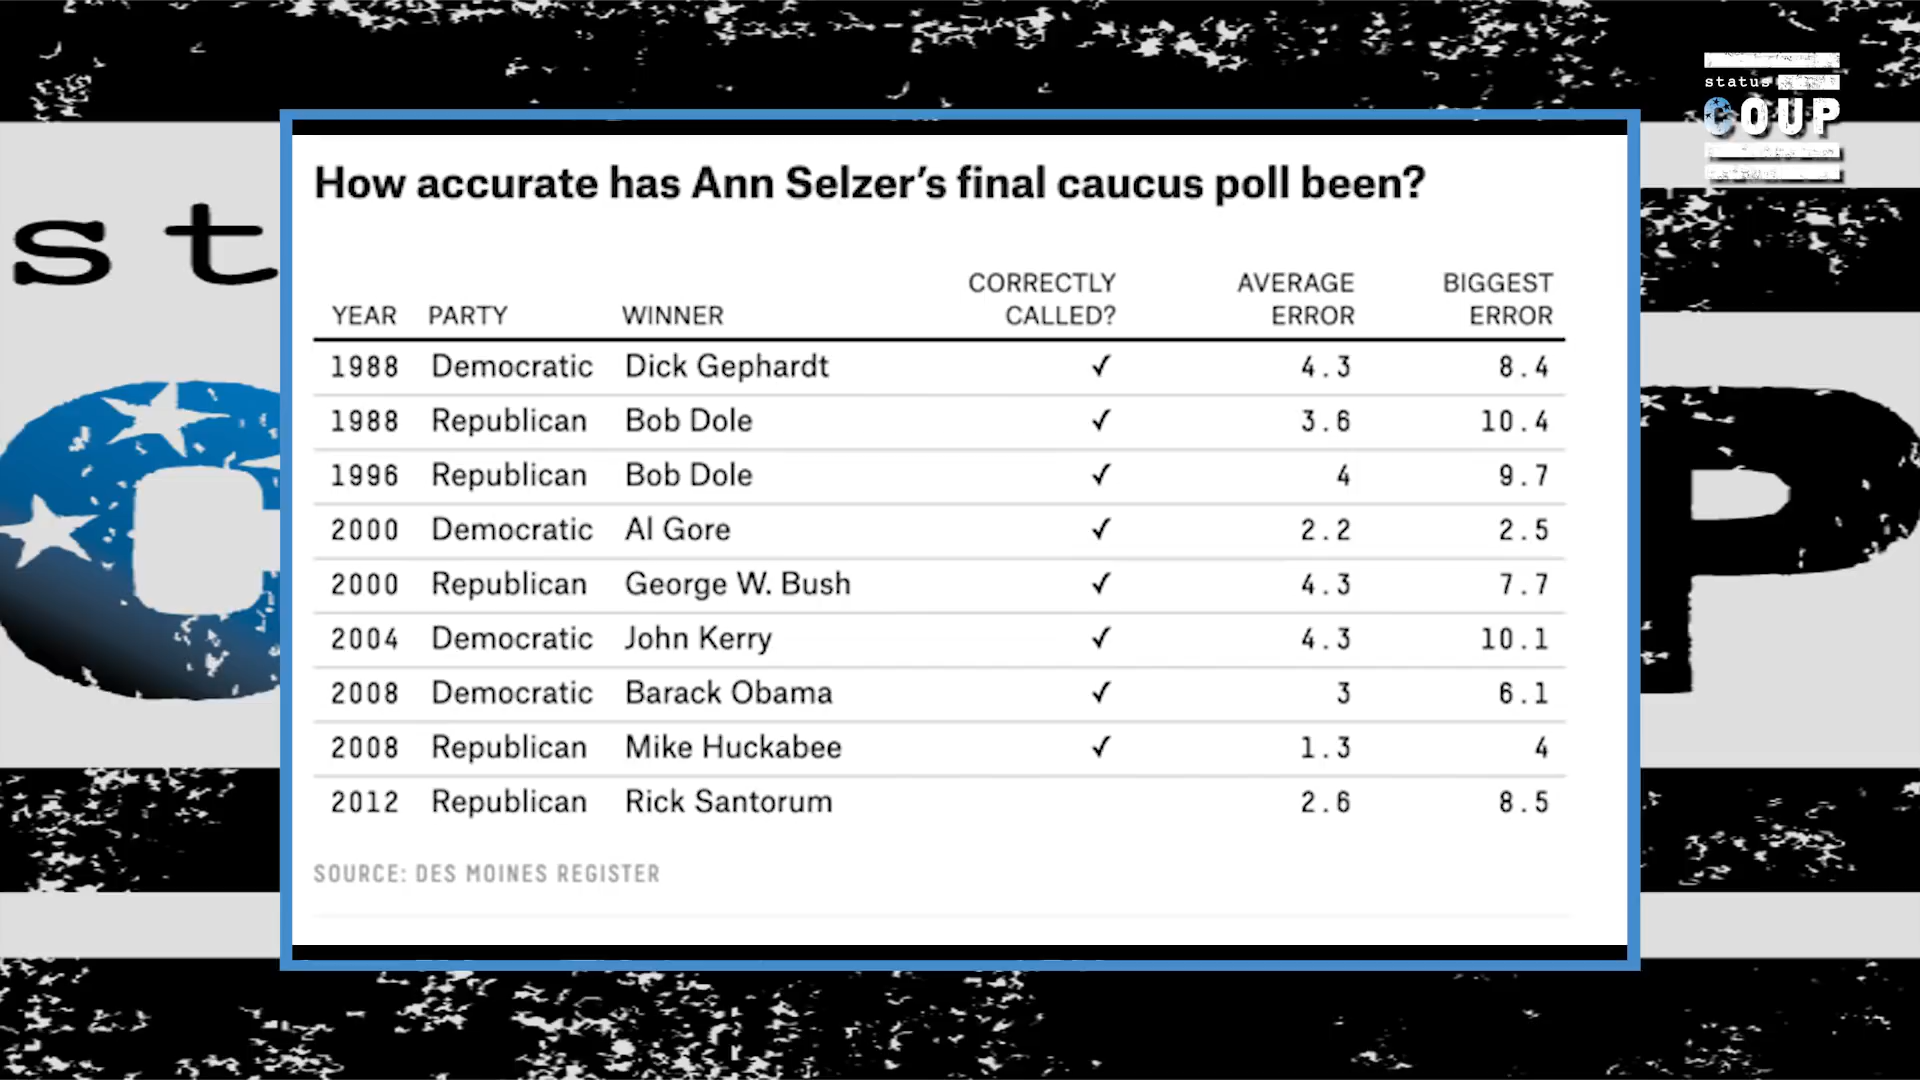 status
COUP
st
C
P
How accurate has Ann Selzer's final caucus poll been?
YEAR PARTY WINNER CORRECTLY CALLED? AVERAGE ERROR BIGGEST ERROR
1988 Democratic Dick Gephardt ✓ 4.3 8.4
1988 Republican Bob Dole ✓ 3.6 10.4
1996 Republican Bob Dole ✓ 4 9.7
2000 Democratic Al Gore ✓ 2.2 2.5
2000 Republican George W. Bush ✓ 4.3 7.7
2004 Democratic John Kerry ✓ 4.3 10.1
2008 Democratic Barack Obama ✓ 3 6.1
2008 Republican Mike Huckabee ✓ 1.3 4
2012 Republican Rick Santorum 2.6 8.5
SOURCE: DES MOINES REGISTER